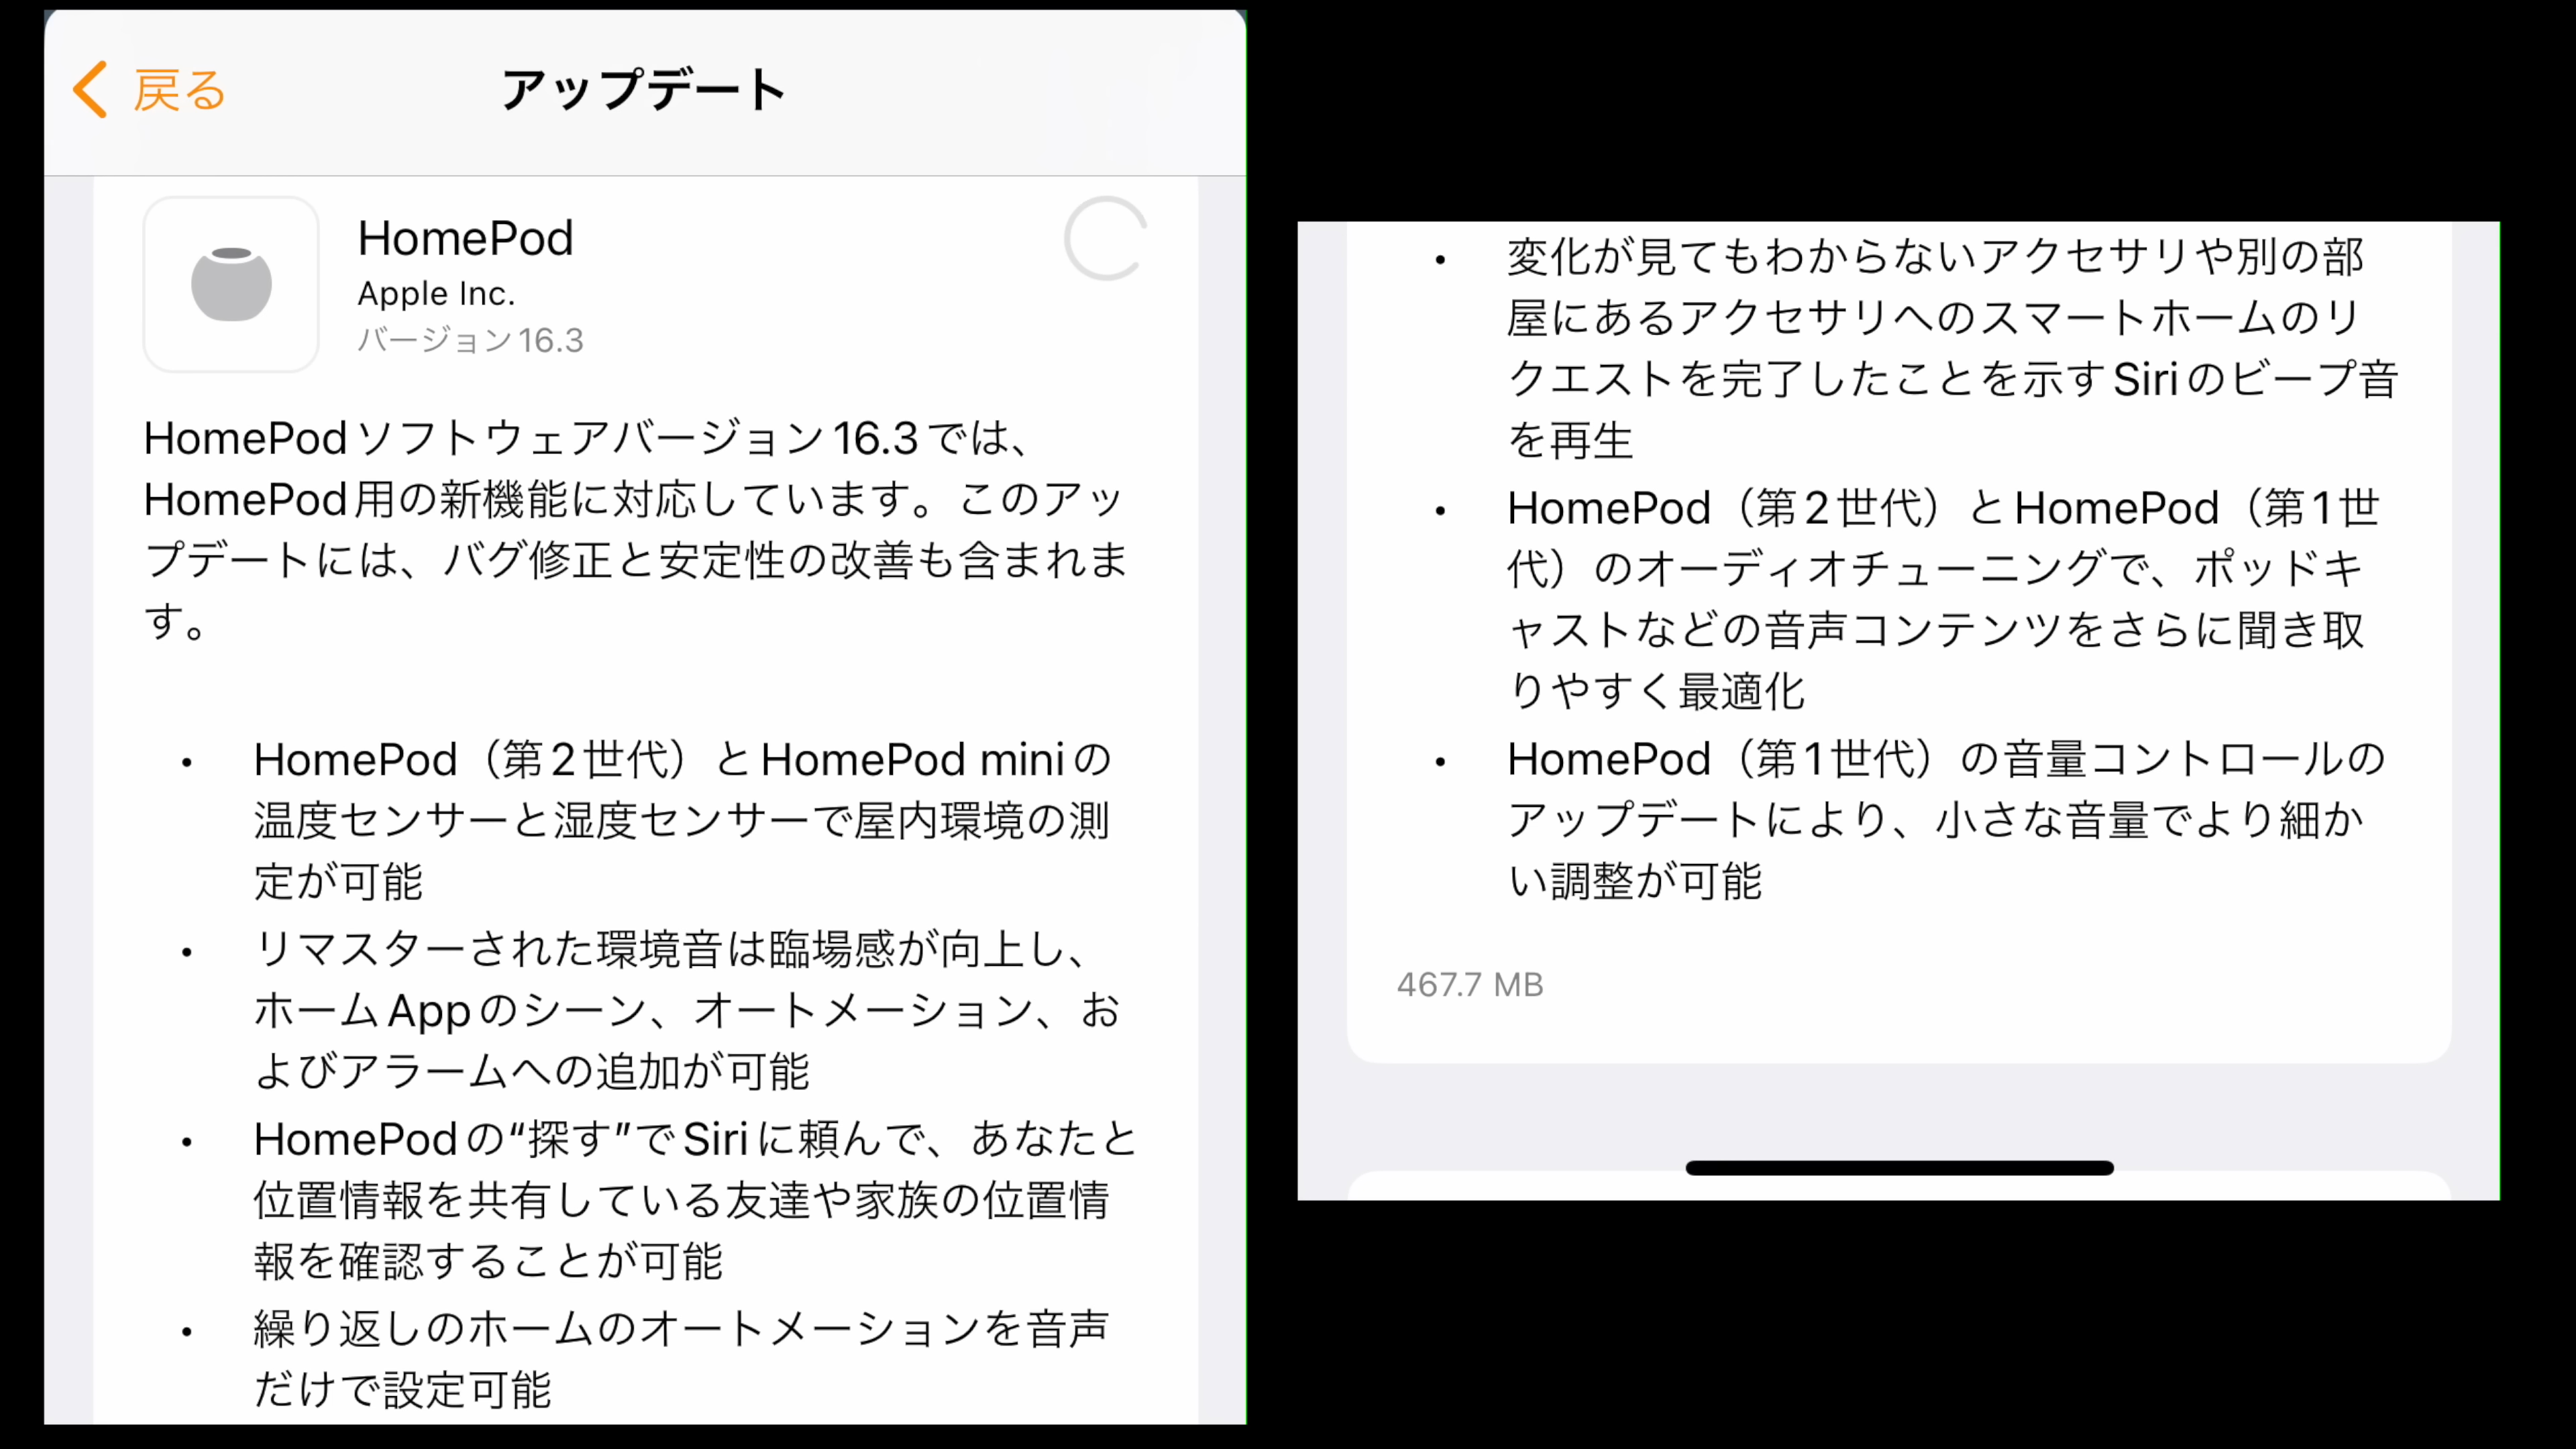 戻る
アップデート
HomePod
Apple Inc.
バージョン16.3
HomePodソフトウェアバージョン16.3では、
HomePod用の新機能に対応しています。このアッ
プデートには、バグ修正と安定性の改善も含まれま
す。
• HomePod（第2世代）とHomePod miniの
温度センサーと湿度センサーで屋内環境の測
定が可能
• リマスターされた環境音は臨場感が向上し、
ホームAppのシーン、オートメーション、お
よびアラームへの追加が可能
• HomePodの“探す”でSiriに頼んで、あなたと
位置情報を共有している友達や家族の位置情
報を確認することが可能
• 繰り返しのホームのオートメーションを音声
だけで設定可能
• 変化が見てもわからないアクセサリや別の部
屋にあるアクセサリへのスマートホームのリ
クエストを完了したことを示すSiriのビープ音
を再生
• HomePod（第2世代）とHomePod（第1世
代）のオーディオチューニングで、ポッドキ
ャストなどの音声コンテンツをさらに聞き取
りやすく最適化
• HomePod（第1世代）の音量コントロールの
アップデートにより、小さな音量でより細か
い調整が可能
467.7 MB